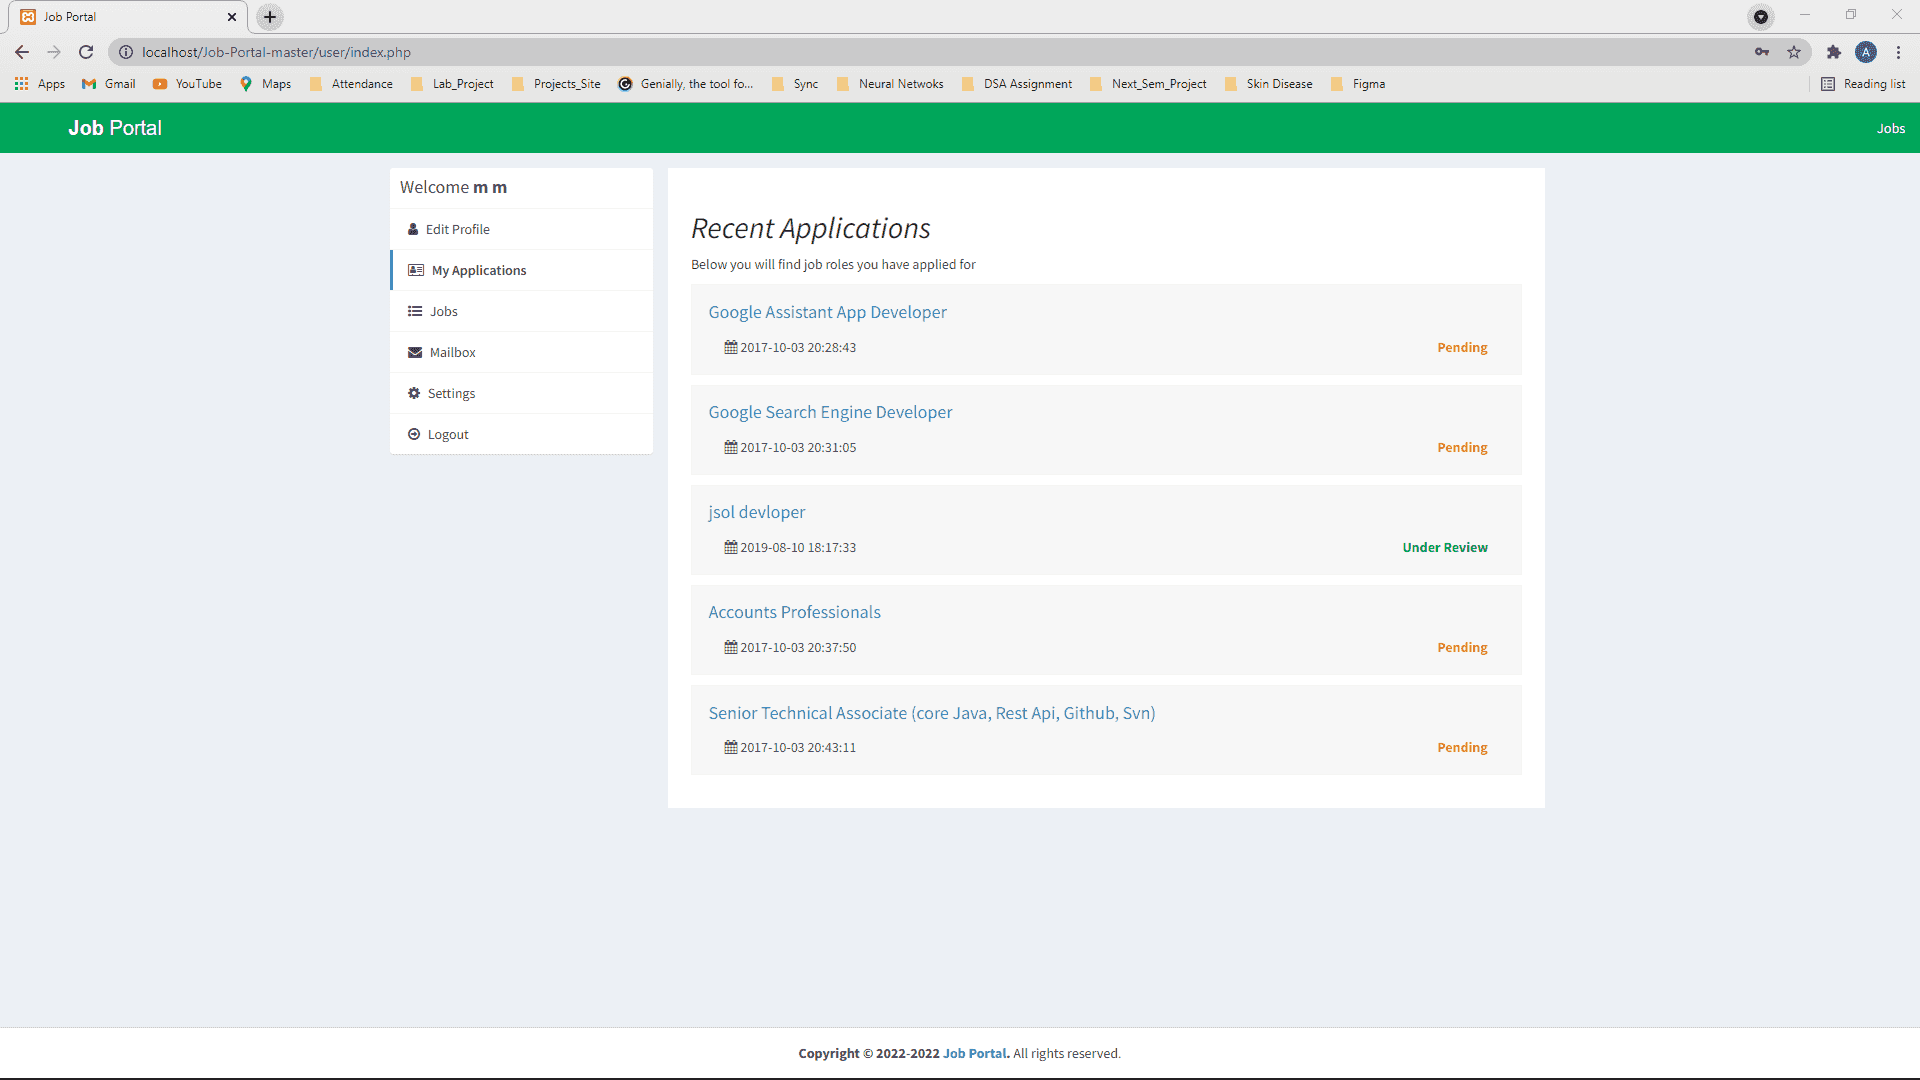 Job Portal
localhost/Job-Portal-master/user/index.php
A
Apps Gmail YouTube Maps Attendance Lab_Project Projects_Site Genially, the tool fo... Sync Neural Netwoks DSA Assignment Next_Sem_Project Skin Disease Figma Reading list
Job Portal Jobs
Welcome m m
Edit Profile
My Applications
Jobs
Mailbox
Settings
Logout
Recent Applications
Below you will find job roles you have applied for
Google Assistant App Developer
2017-10-03 20:28:43 Pending
Google Search Engine Developer
2017-10-03 20:31:05 Pending
jsol devloper
2019-08-10 18:17:33 Under Review
Accounts Professionals
2017-10-03 20:37:50 Pending
Senior Technical Associate (core Java, Rest Api, Github, Svn)
2017-10-03 20:43:11 Pending
Copyright © 2022-2022 Job Portal. All rights reserved.